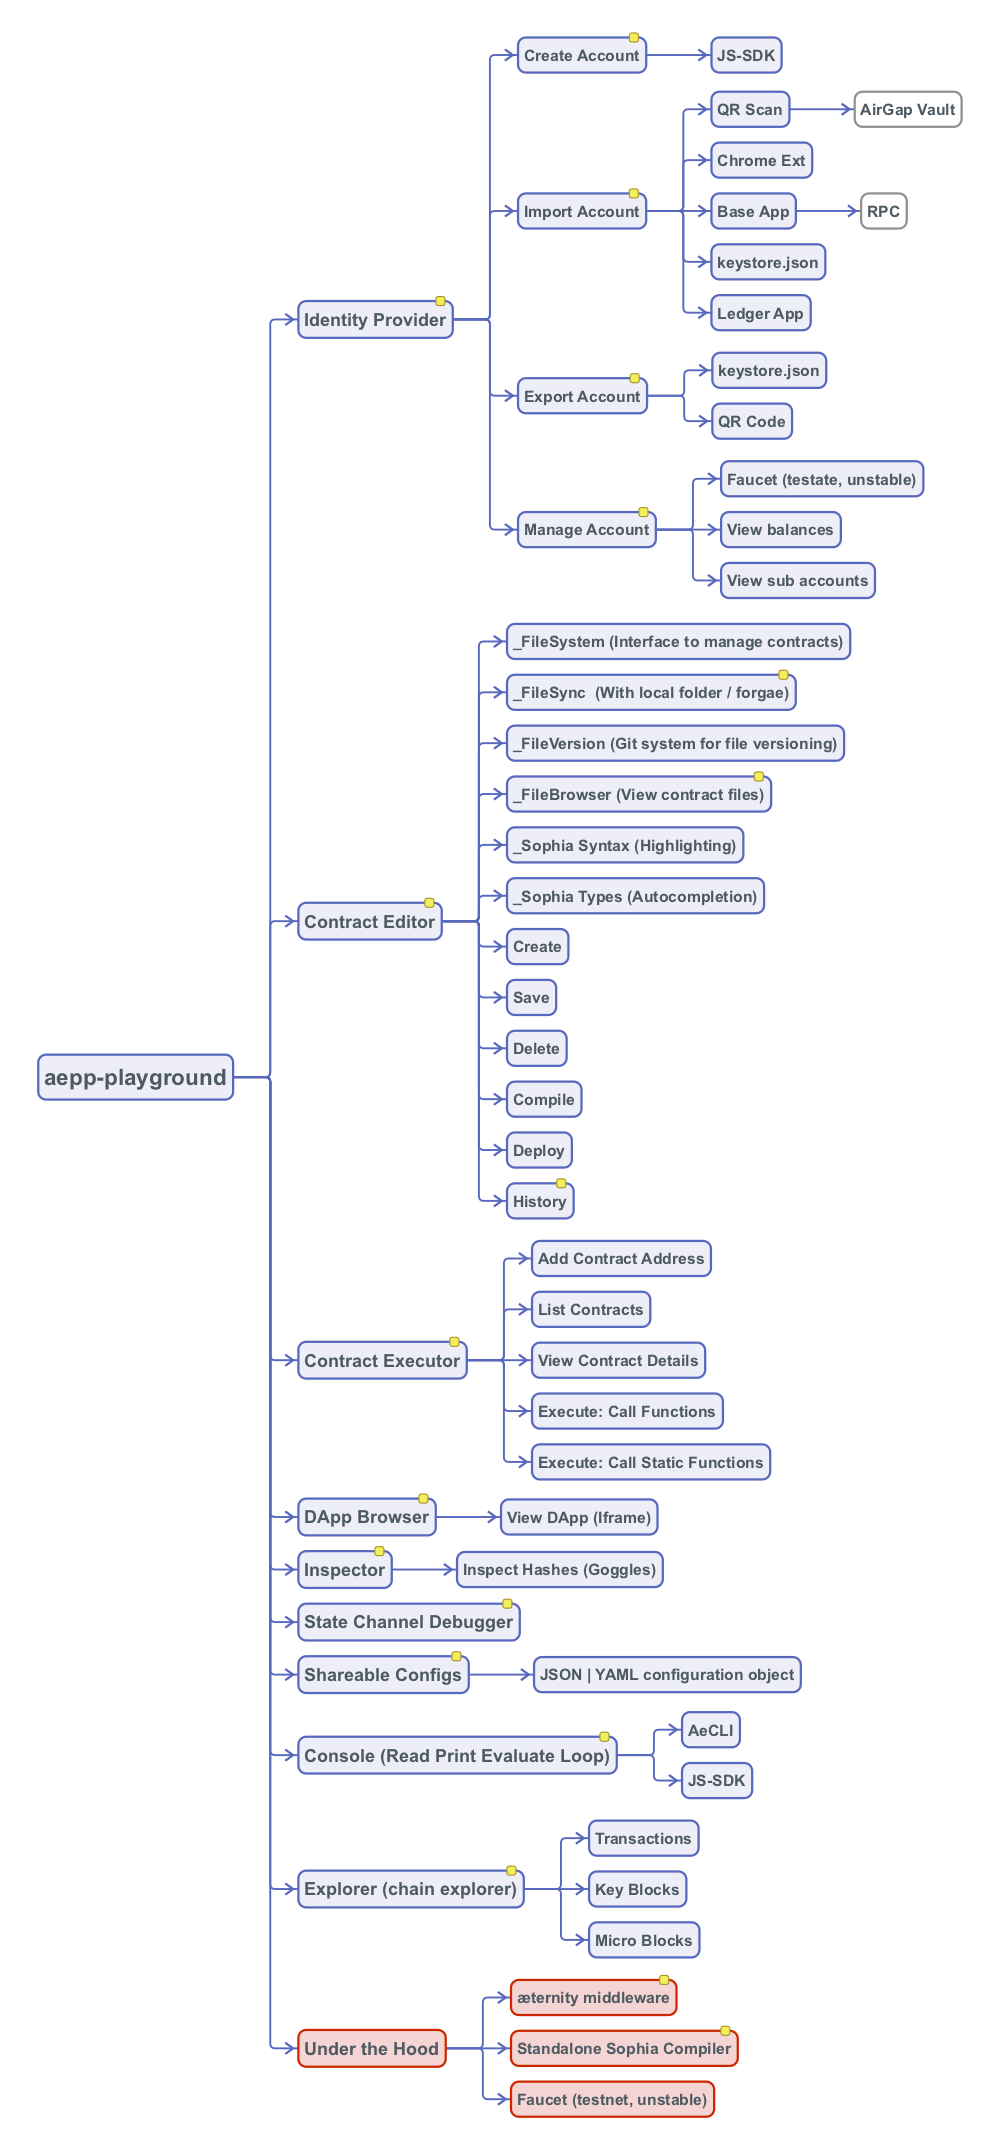 aepp-playground
Identity Provider
Create Account
JS-SDK
Import Account
QR Scan
AirGap Vault
Chrome Ext
Base App
RPC
keystore.json
Ledger App
Export Account
keystore.json
QR Code
Manage Account
Faucet (testate, unstable)
View balances
View sub accounts
Contract Editor
_FileSystem (Interface to manage contracts)
_FileSync  (With local folder / forgae)
_FileVersion (Git system for file versioning)
_FileBrowser (View contract files)
_Sophia Syntax (Highlighting)
_Sophia Types (Autocompletion)
Create
Save
Delete
Compile
Deploy
History
Contract Executor
Add Contract Address
List Contracts
View Contract Details
Execute: Call Functions
Execute: Call Static Functions
DApp Browser
View DApp (Iframe)
Inspector
Inspect Hashes (Goggles)
State Channel Debugger
Shareable Configs
JSON | YAML configuration object
Console (Read Print Evaluate Loop)
AeCLI
JS-SDK
Explorer (chain explorer)
Transactions
Key Blocks
Micro Blocks
Under the Hood
æternity middleware
Standalone Sophia Compiler
Faucet (testnet, unstable)